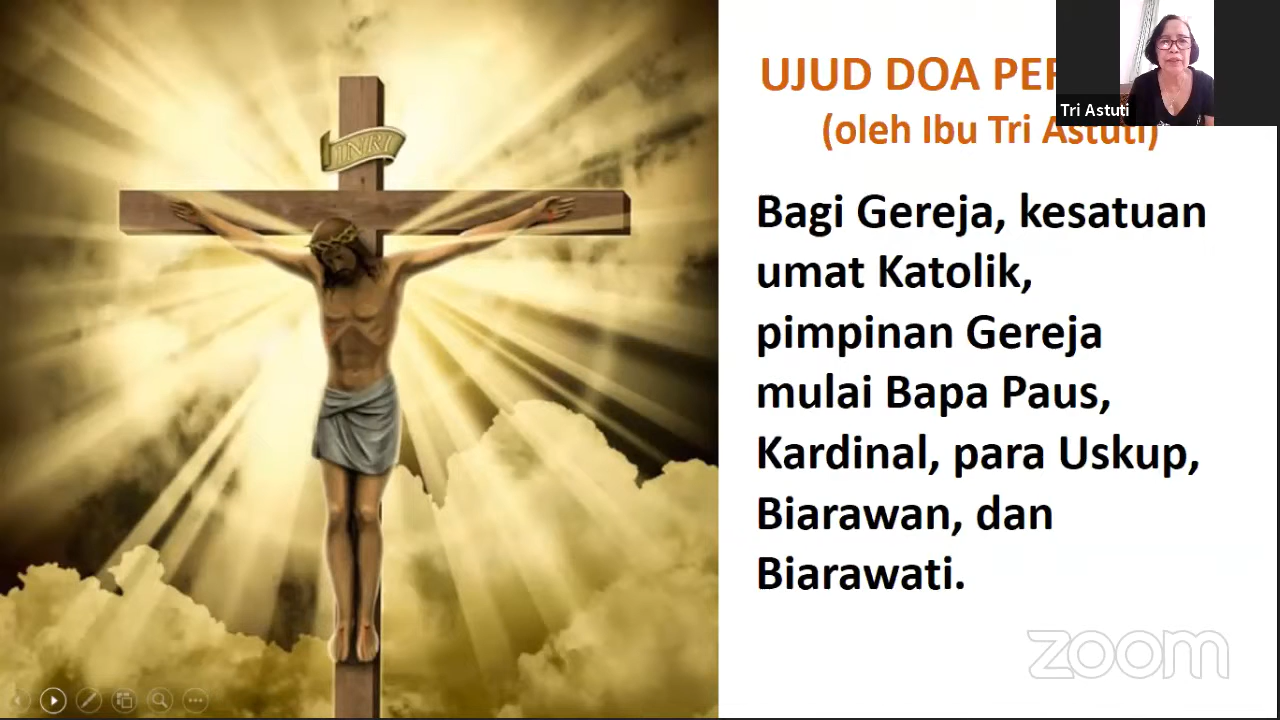 INRI
UJUD DOA
(oleh Ibu Tri Astuti)
Tri Astuti
Bagi Gereja, kesatuan
umat Katolik,
pimpinan Gereja
mulai Bapa Paus,
Kardinal, para Uskup,
Biarawan, dan
Biarawati.
zoom